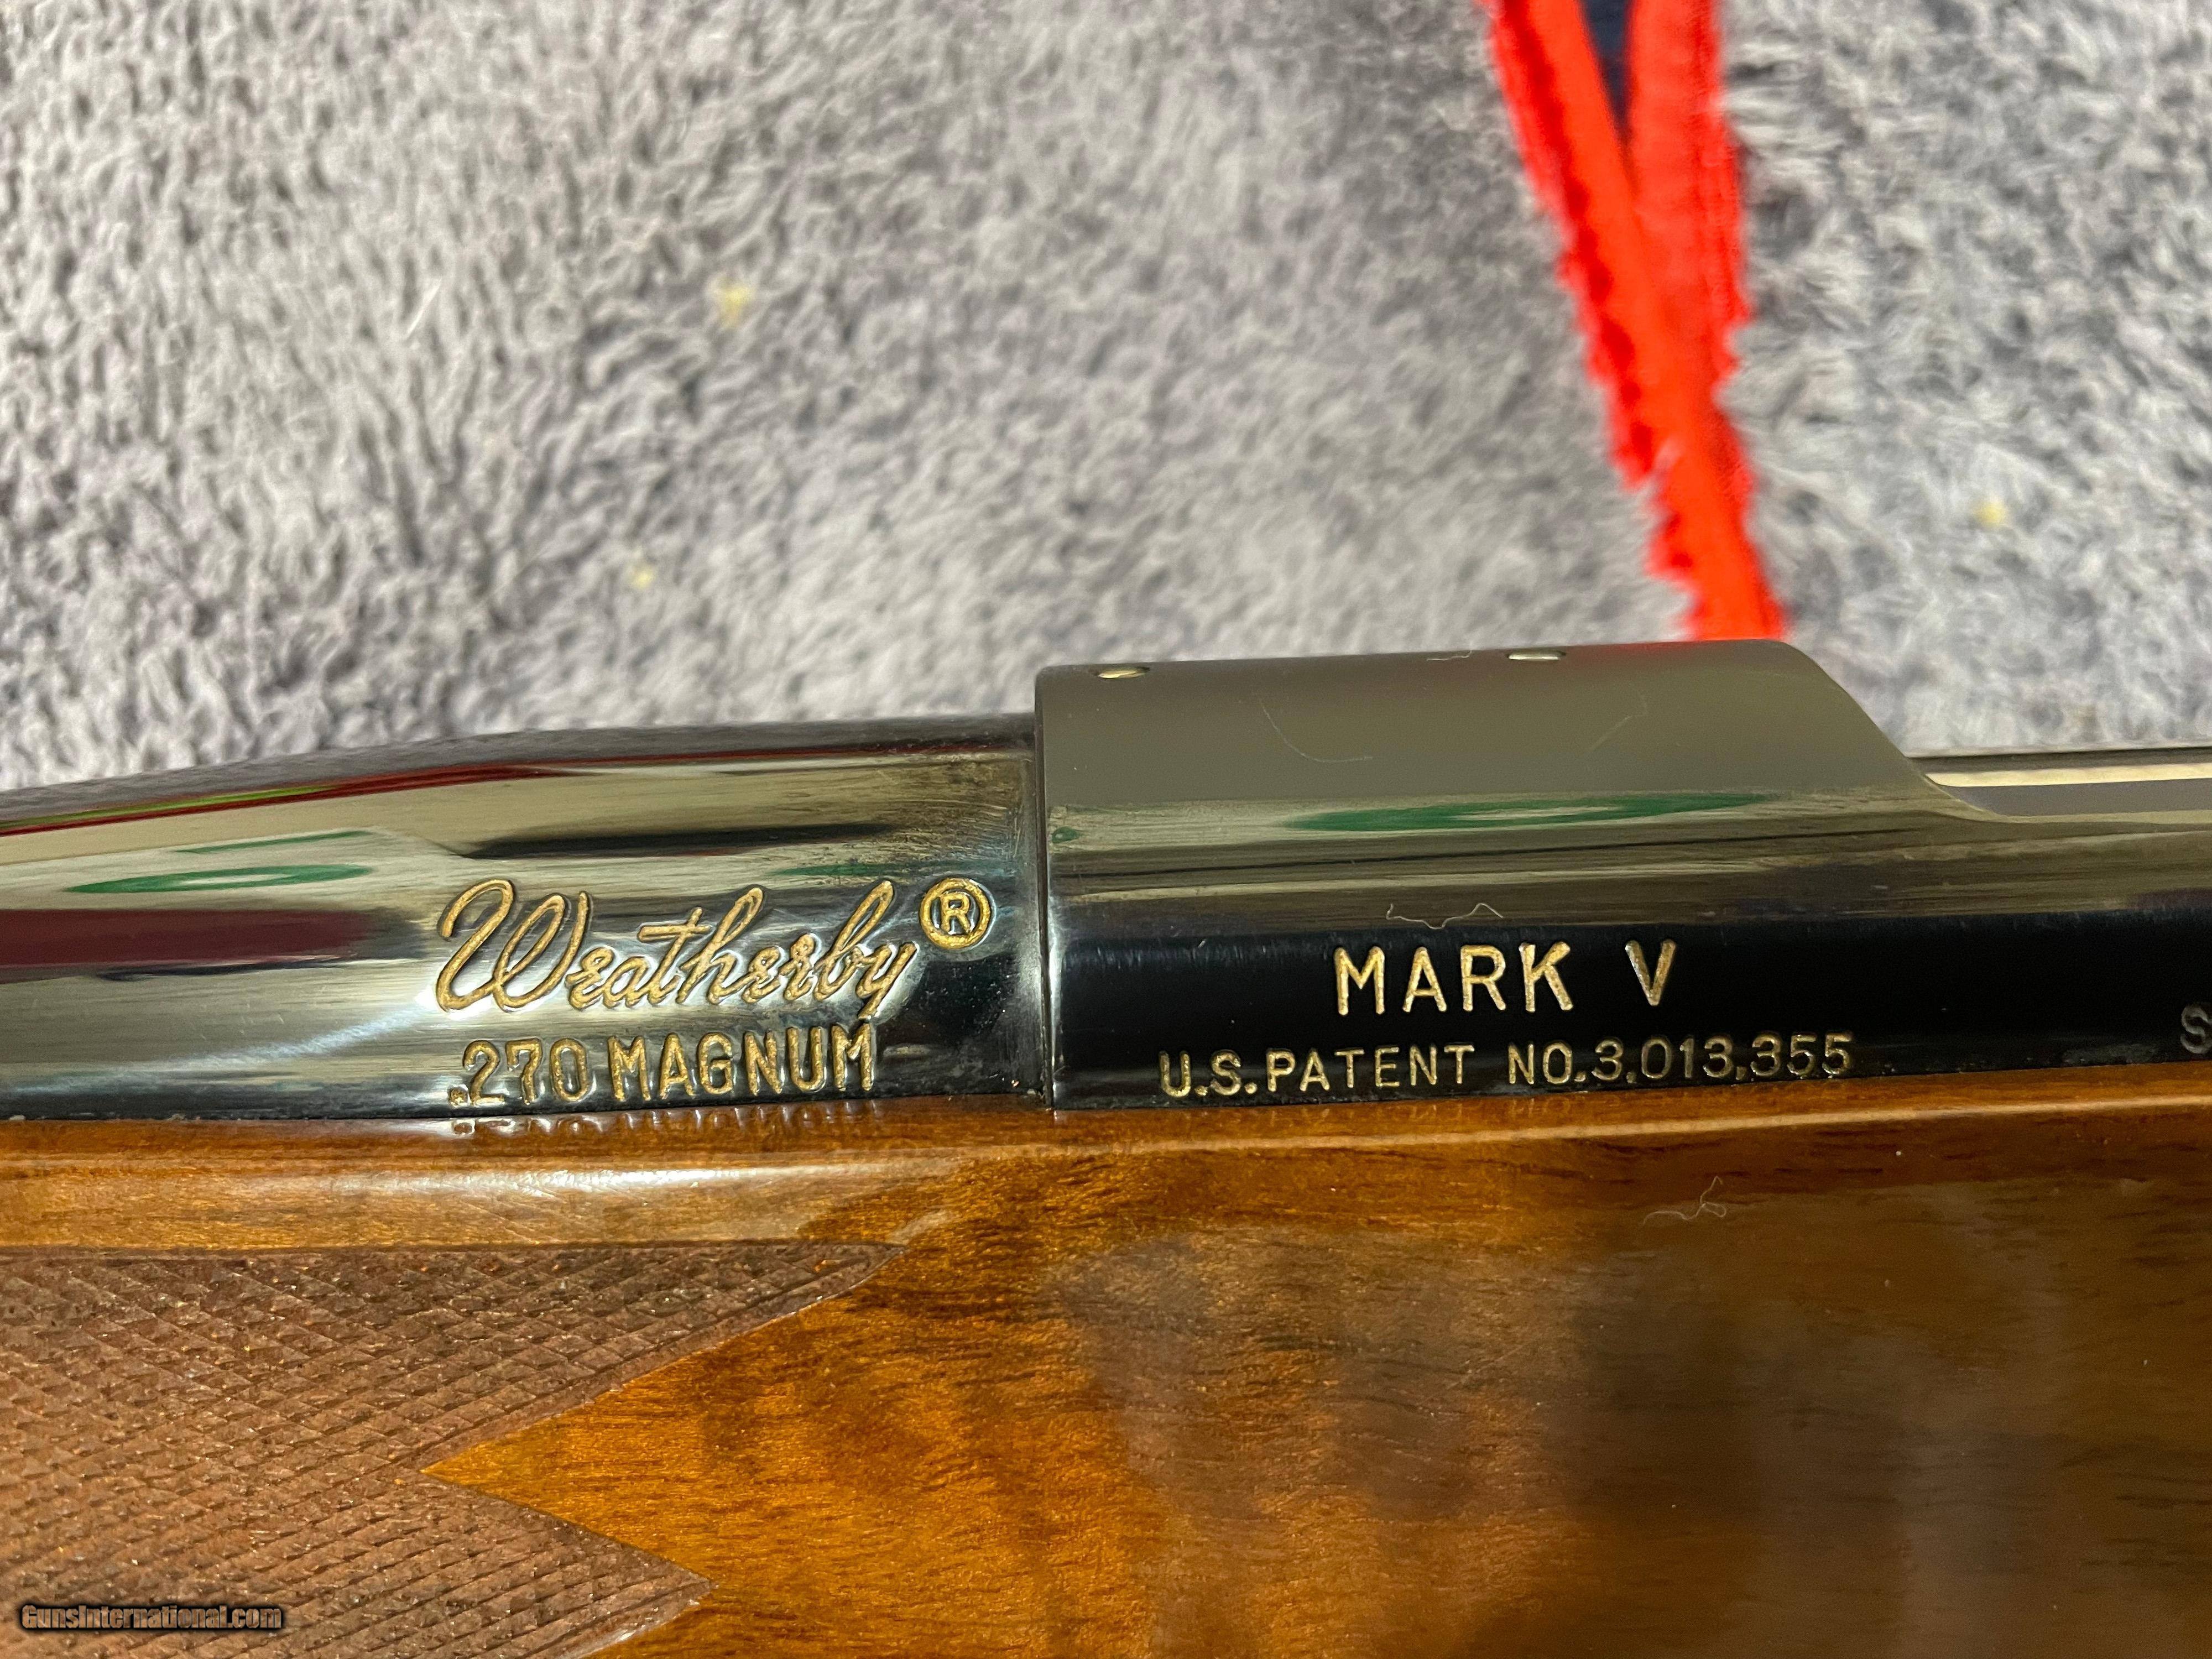 Weatherby®
.270 MAGNUM
MARK V
U.S. PATENT NO. 3,013,355
S
GunsInternational.com